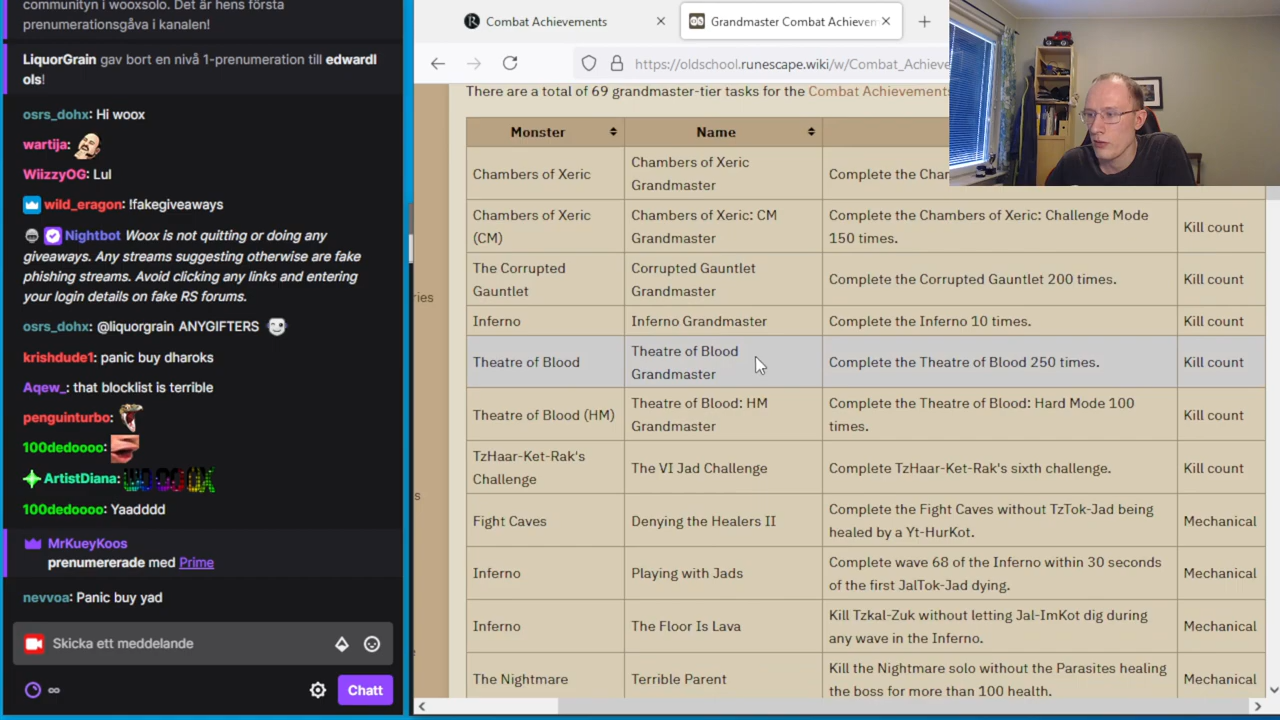 communityn i wooxsolo. Det är hens första
prenumerationsgåva i kanalen!
LiquorGrain gav bort en nivå 1-prenumeration till edwardl
ols!
osrs_dohx: Hi woox
wartija:
WiizzyOG: Lul
wild_eragon: !fakegiveaways
Nightbot Woox is not quitting or doing any
giveaways. Any streams suggesting otherwise are fake
phishing streams. Avoid clicking any links and entering
your login details on fake RS forums.
osrs_dohx: @liquorgrain ANYGIFTERS
krishdude1: panic buy dharoks
Aqew_: that blocklist is terrible
penguinturbo:
100dedoooo:
ArtistDiana:
100dedoooo: Yaadddd
MrKueyKoos
prenumererade med Prime
nevvoa: Panic buy yad
Skicka ett meddelande
∞
Chatt
Combat Achievements
Grandmaster Combat Achievem
https://oldschool.runescape.wiki/w/Combat_Achieve
There are a total of 69 grandmaster-tier tasks for the Combat Achievements
Monster
Name
Chambers of Xeric
Chambers of Xeric
Grandmaster
Complete the Cha
Chambers of Xeric
(CM)
Chambers of Xeric: CM
Grandmaster
Complete the Chambers of Xeric: Challenge Mode
150 times.
Kill count
The Corrupted
Gauntlet
Corrupted Gauntlet
Grandmaster
Complete the Corrupted Gauntlet 200 times.
Kill count
ries
Inferno
Inferno Grandmaster
Complete the Inferno 10 times.
Kill count
Theatre of Blood
Theatre of Blood
Grandmaster
Complete the Theatre of Blood 250 times.
Kill count
Theatre of Blood (HM)
Theatre of Blood: HM
Grandmaster
Complete the Theatre of Blood: Hard Mode 100
times.
Kill count
TzHaar-Ket-Rak's
Challenge
The VI Jad Challenge
Complete TzHaar-Ket-Rak's sixth challenge.
Kill count
s
Fight Caves
Denying the Healers II
Complete the Fight Caves without TzTok-Jad being
healed by a Yt-HurKot.
Mechanical
Inferno
Playing with Jads
Complete wave 68 of the Inferno within 30 seconds
of the first JalTok-Jad dying.
Mechanical
Inferno
The Floor Is Lava
Kill Tzkal-Zuk without letting Jal-ImKot dig during
any wave in the Inferno.
Mechanical
The Nightmare
Terrible Parent
Kill the Nightmare solo without the Parasites healing
the boss for more than 100 health.
Mechanical